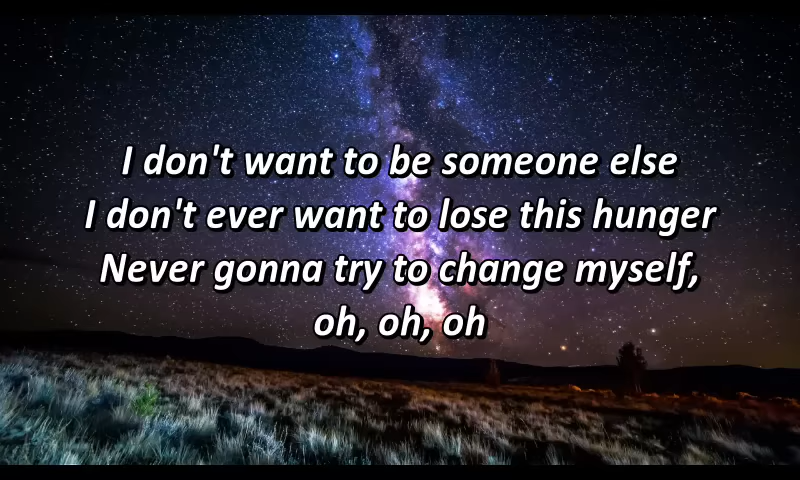 I don't want to be someone else
I don't ever want to lose this hunger
Never gonna try to change myself,
oh, oh, oh